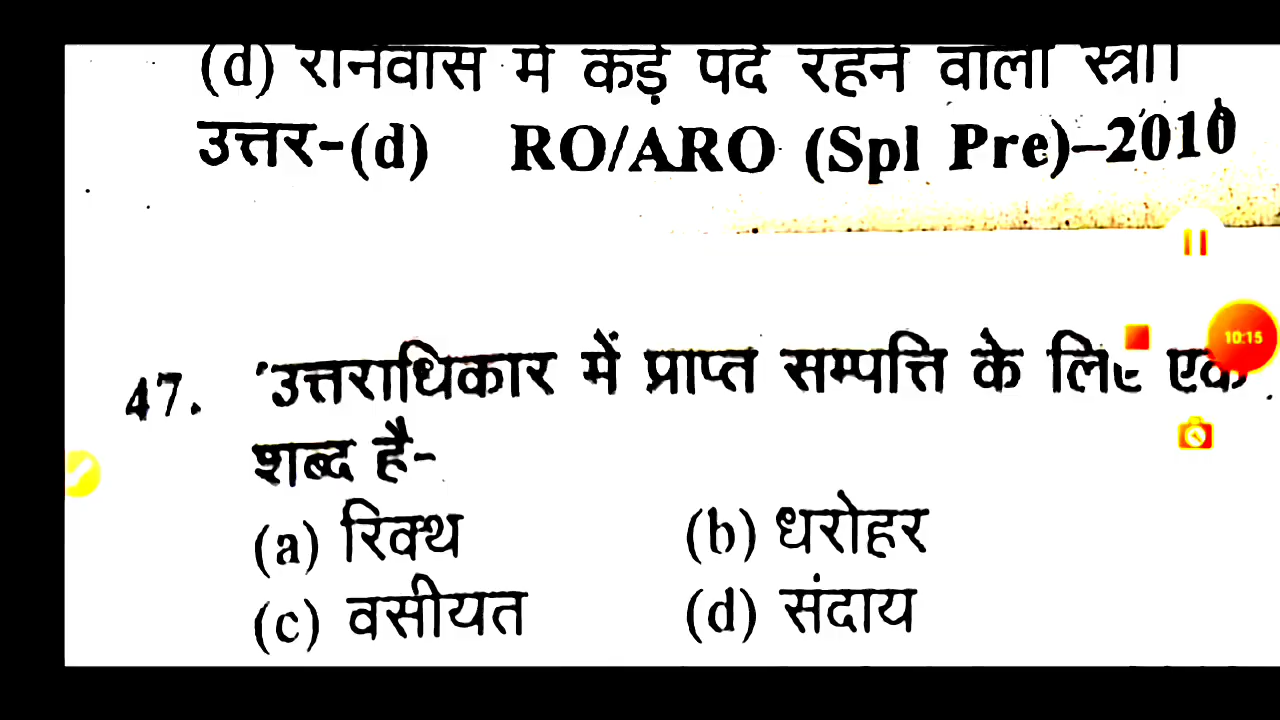 (d) रनिवास में कड़े पर्दे रहने वाली स्त्री।
उत्तर-(d) RO/ARO (Spl Pre)–2010
10:15
47. 'उत्तराधिकार में प्राप्त सम्पत्ति के लिए एक
शब्द है-
(a) रिक्थ (b) धरोहर
(c) वसीयत (d) संदाय